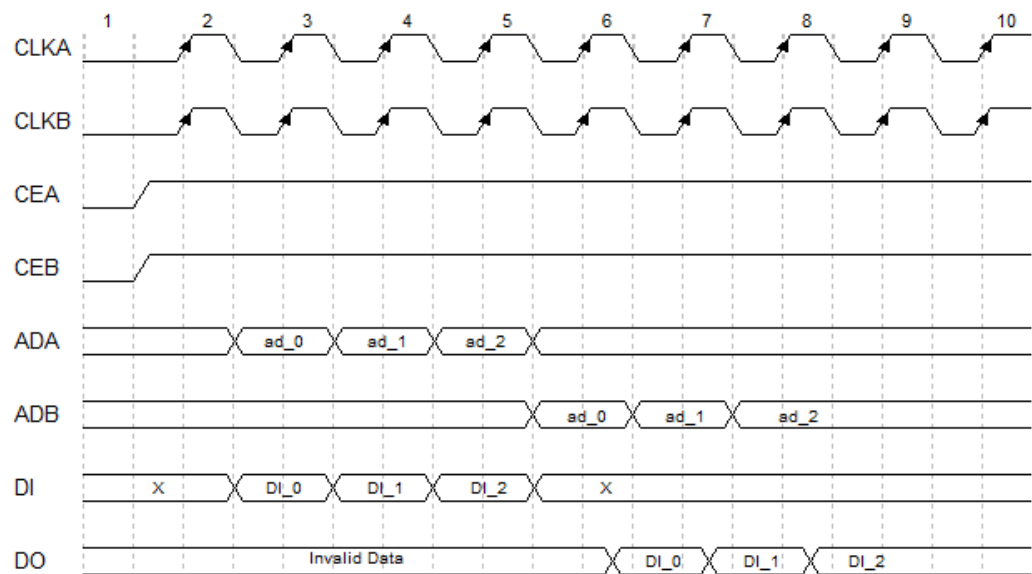 1 2 3 4 5 6 7 8 9 10
CLKA
CLKB
CEA
CEB
ADA ad_0 ad_1 ad_2
ADB ad_0 ad_1 ad_2
DI X DI_0 DI_1 DI_2 X
DO Invalid Data DI_0 DI_1 DI_2